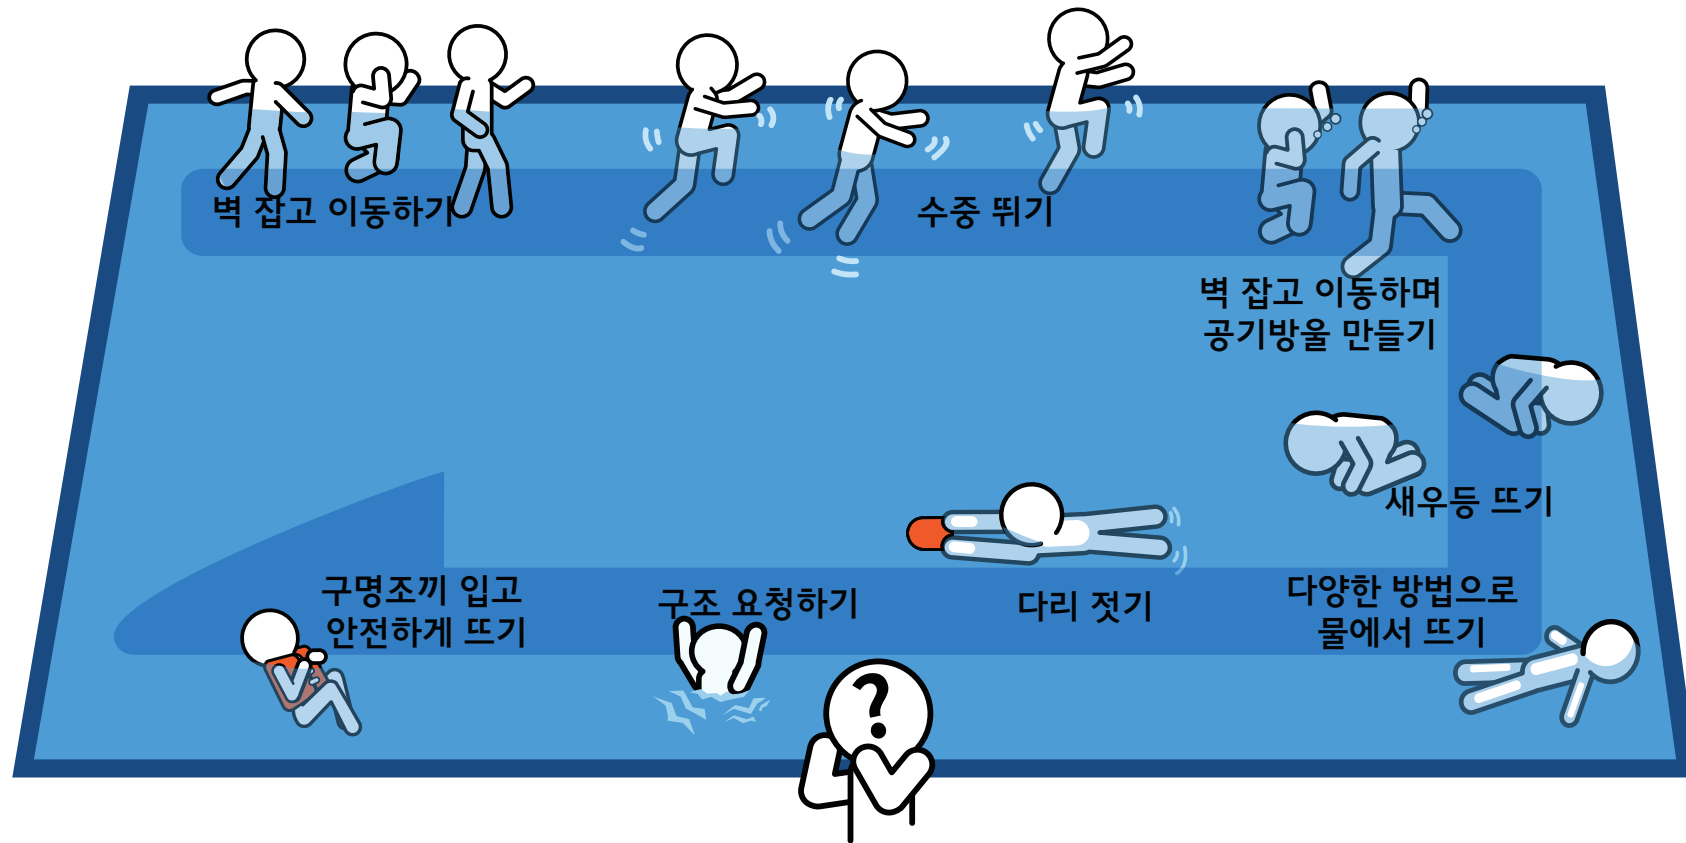 벽 잡고 이동하기
수중 뛰기
벽 잡고 이동하며
공기방울 만들기
새우등 뜨기
다양한 방법으로
물에서 뜨기
다리 젓기
구조 요청하기
구명조끼 입고
안전하게 뜨기
?